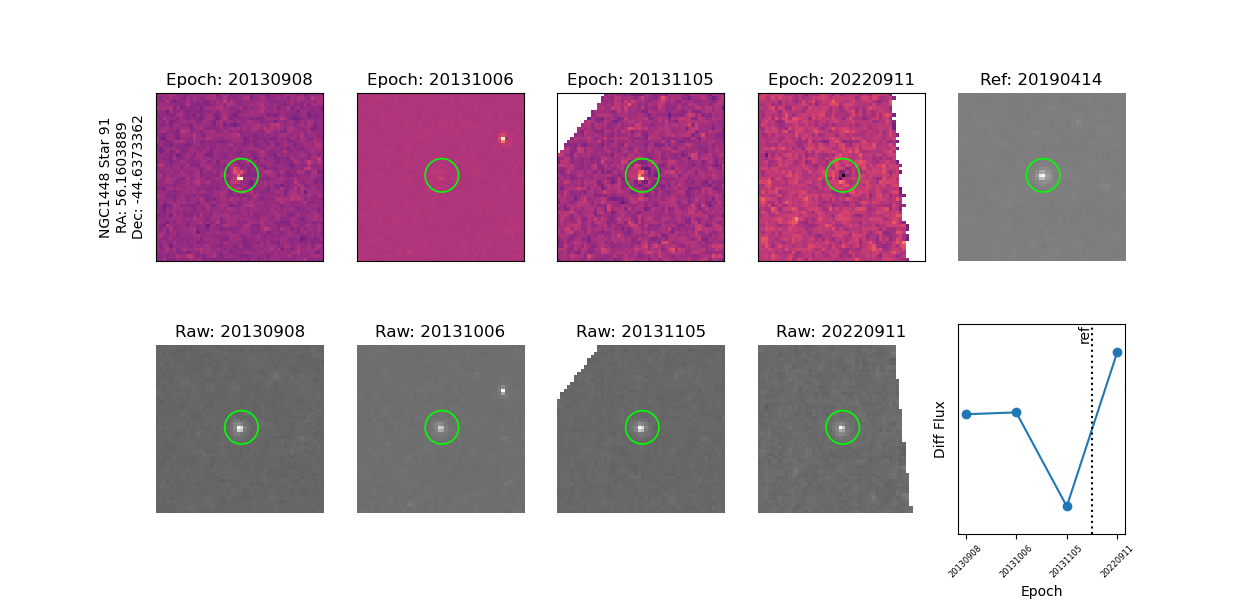 Epoch: 20130908
Epoch: 20131006
Epoch: 20131105
Epoch: 20220911
Ref: 20190414
NGC1448 Star 91
RA: 56.1603889
Dec: -44.6373362
Raw: 20130908
Raw: 20131006
Raw: 20131105
Raw: 20220911
ref
Diff Flux
20130908
20131006
20131105
20220911
Epoch